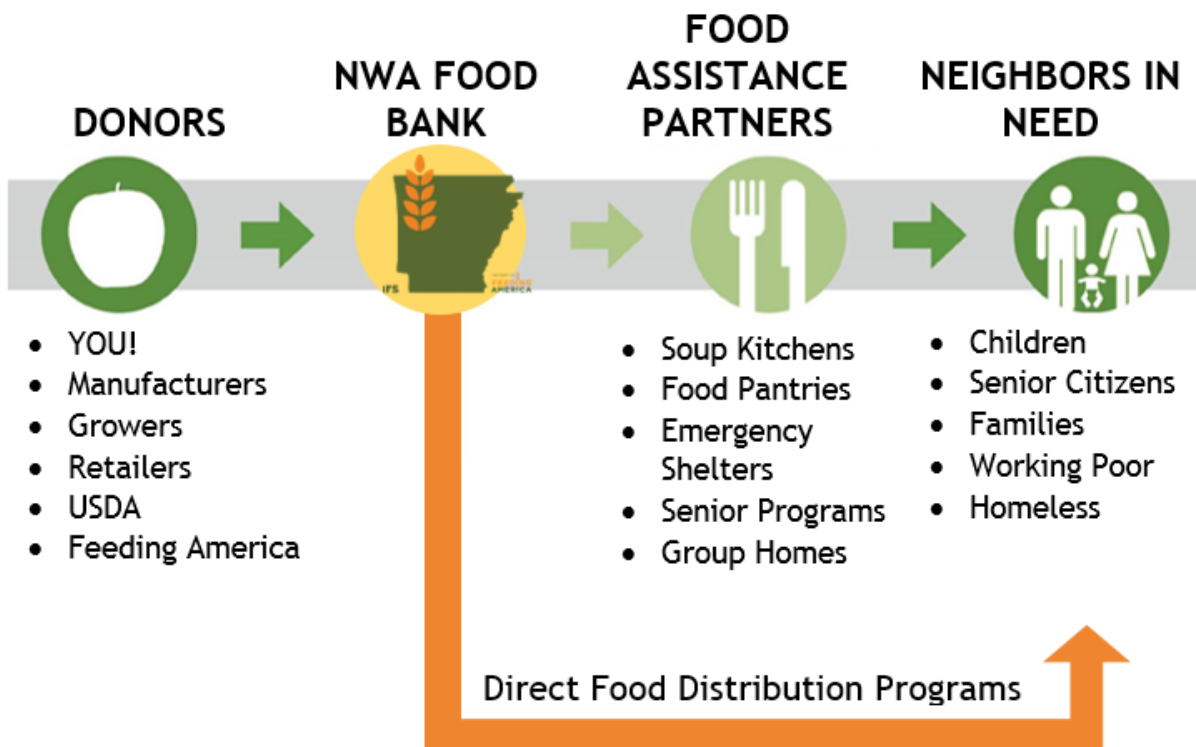 DONORS
NWA FOOD
BANK
FOOD
ASSISTANCE
PARTNERS
NEIGHBORS IN
NEED
FEEDING
AMERICA
• YOU!
• Manufacturers
• Growers
• Retailers
• USDA
• Feeding America
• Soup Kitchens
• Food Pantries
• Emergency
Shelters
• Senior Programs
• Group Homes
• Children
• Senior Citizens
• Families
• Working Poor
• Homeless
Direct Food Distribution Programs